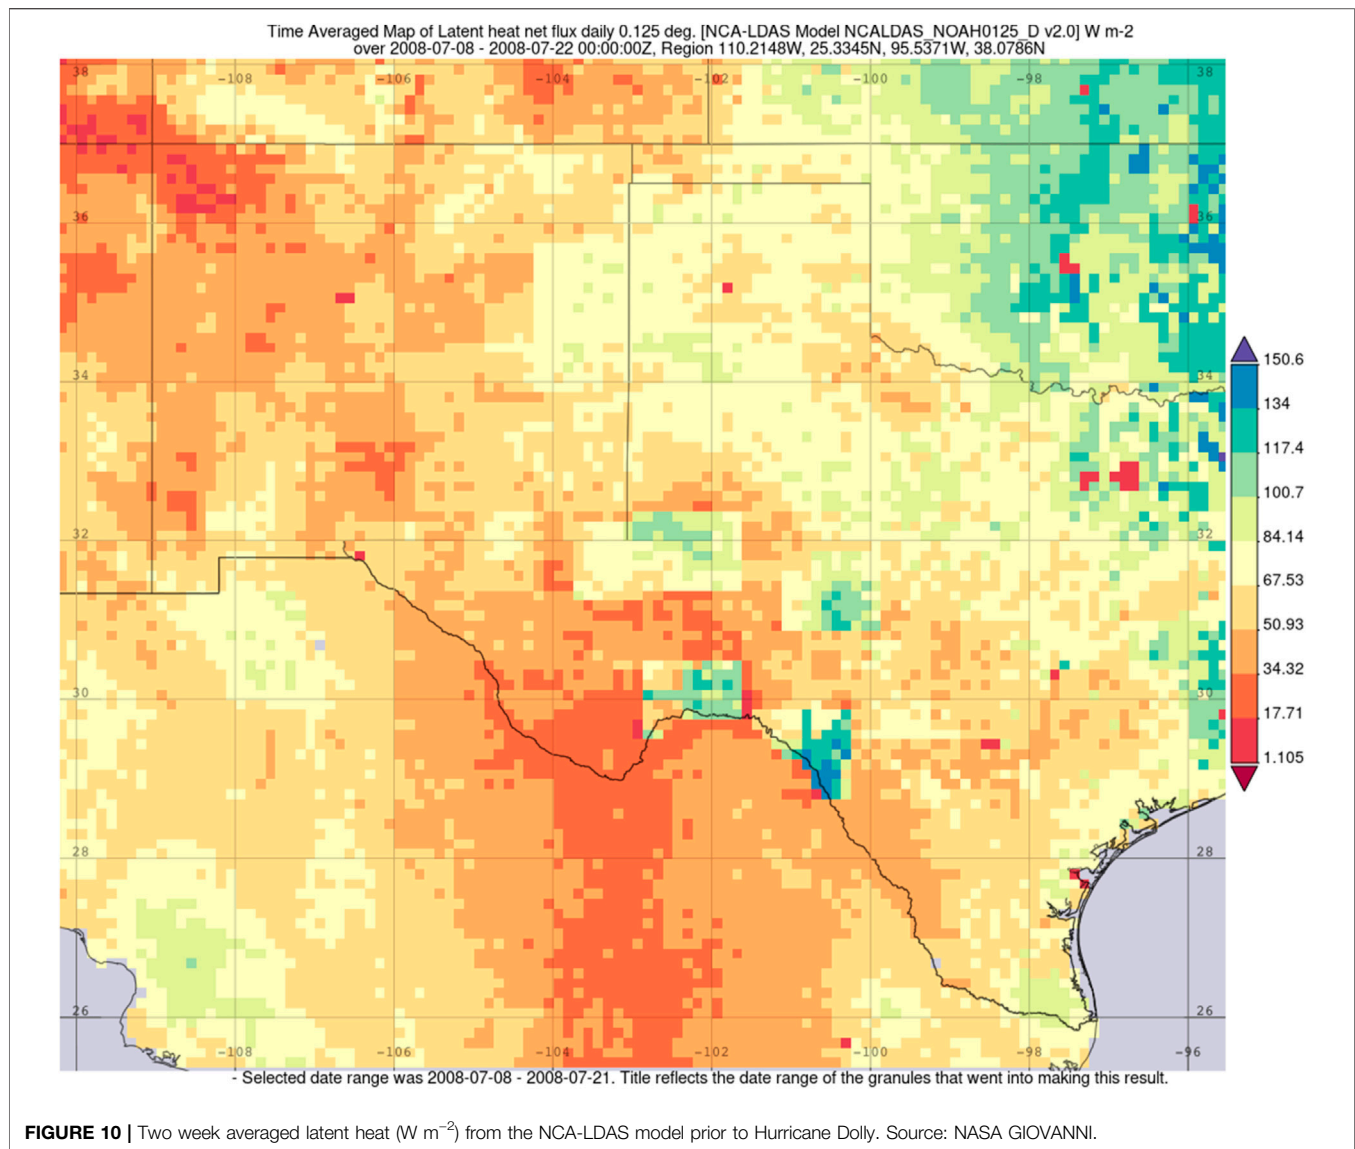 Time Averaged Map of Latent heat net flux daily 0.125 deg. [NCA-LDAS Model NCALDAS_NOAH0125_D v2.0] W m-2
over 2008-07-08 - 2008-07-22 00:00:00Z, Region 110.2148W, 25.3345N, 95.5371W, 38.0786N
38 -108 -106 -104 -102 -100 -98 38
36 36
34 34
32 32
30 30
28 28
26 26
-108 -106 -104 -102 -100 -98 -96
150.6
134
117.4
100.7
84.14
67.53
50.93
34.32
17.71
1.105
- Selected date range was 2008-07-08 - 2008-07-21. Title reflects the date range of the granules that went into making this result.
FIGURE 10 | Two week averaged latent heat (W m⁻²) from the NCA-LDAS model prior to Hurricane Dolly. Source: NASA GIOVANNI.